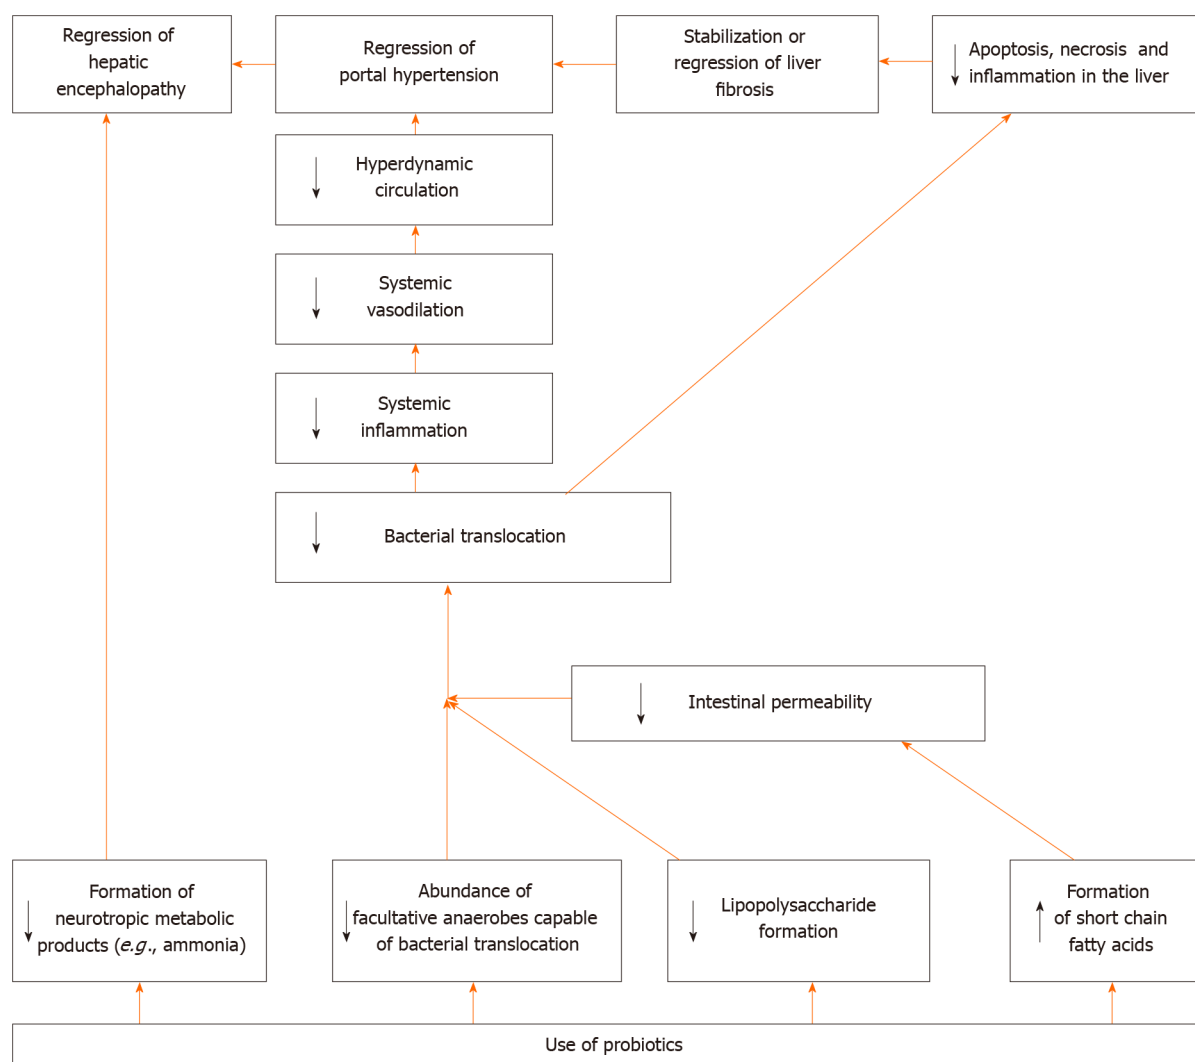 Regression of
hepatic
encephalopathy
Regression of
portal hypertension
Stabilization or
regression of liver
fibrosis
Apoptosis, necrosis and
inflammation in the liver
Hyperdynamic
circulation
Systemic
vasodilation
Systemic
inflammation
Bacterial translocation
Intestinal permeability
Formation of
neurotropic metabolic
products (e.g., ammonia)
Abundance of
facultative anaerobes capable
of bacterial translocation
Lipopolysaccharide
formation
Formation
of short chain
fatty acids
Use of probiotics